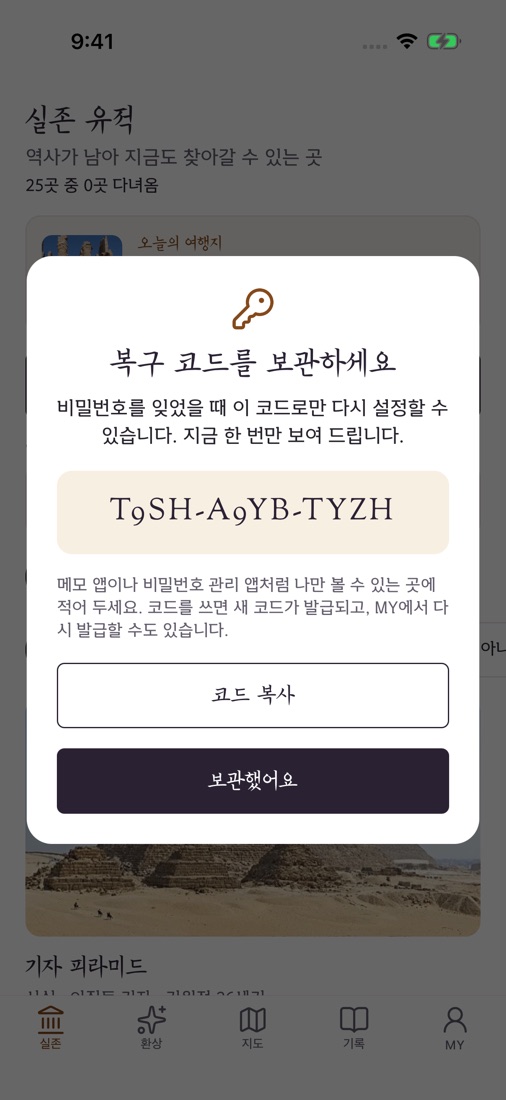 9:41
실존 유적
역사가 남아 지금도 찾아갈 수 있는 곳
25곳 중 0곳 다녀옴
오늘의 여행지
복구 코드를 보관하세요
비밀번호를 잊었을 때 이 코드로만 다시 설정할 수
있습니다. 지금 한 번만 보여 드립니다.
T9SH-A9YB-TYZH
메모 앱이나 비밀번호 관리 앱처럼 나만 볼 수 있는 곳에
적어 두세요. 코드를 쓰면 새 코드가 발급되고, MY에서 다
시 발급할 수도 있습니다.
코드 복사
보관했어요
기자 피라미드
실존
환상
지도
기록
MY